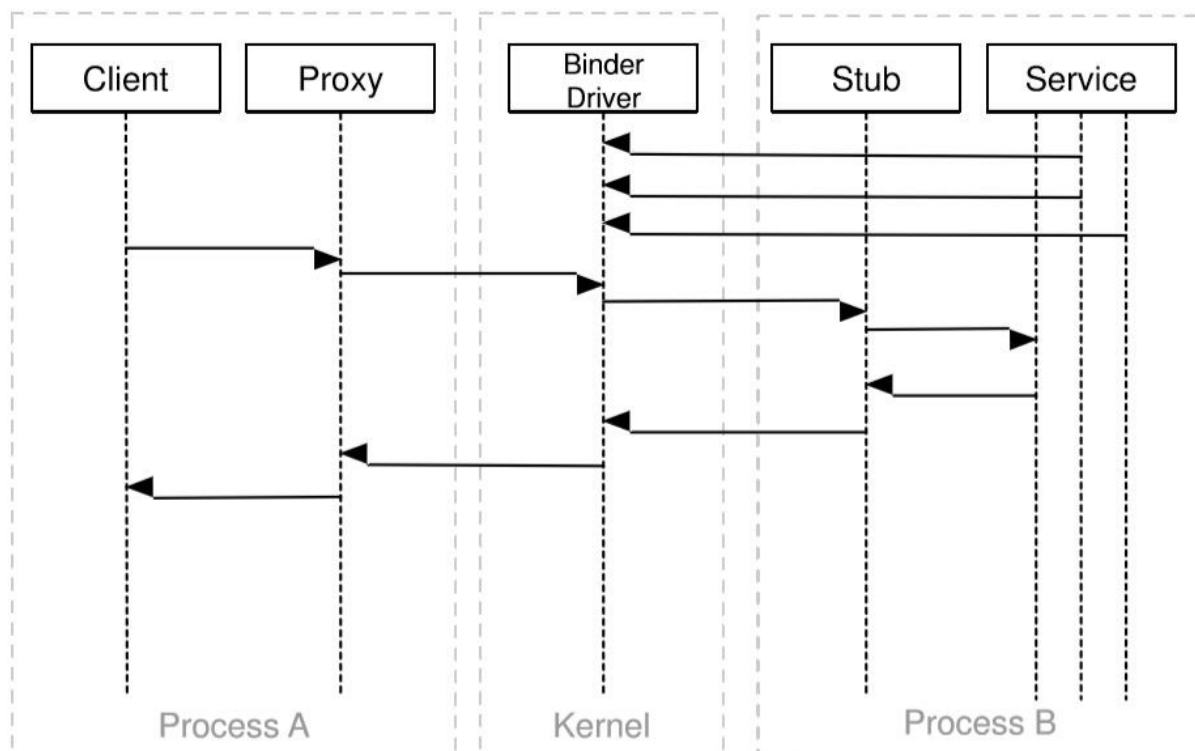 Client
Proxy
Binder
Driver
Stub
Service
Process A
Kernel
Process B